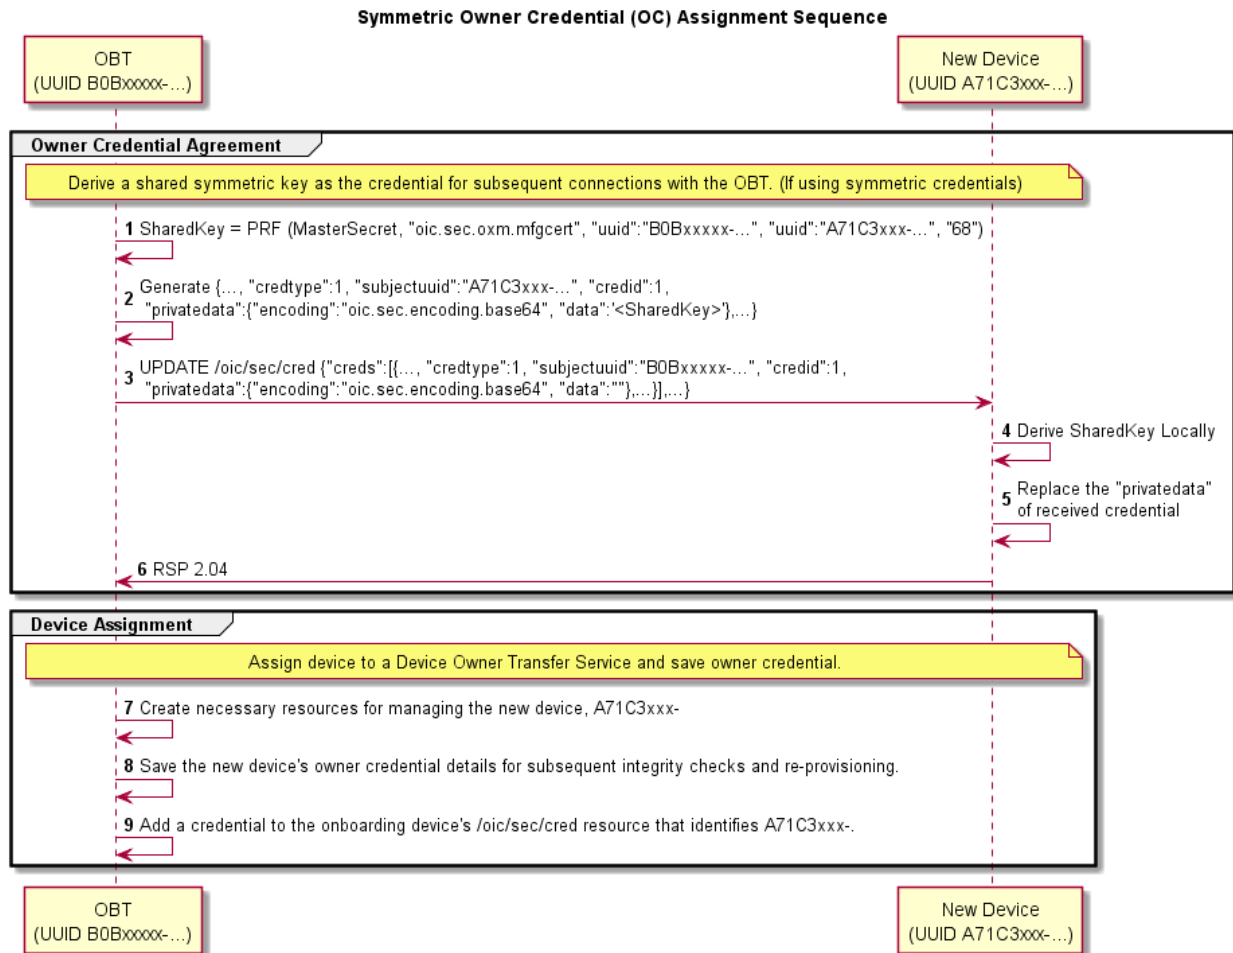 Symmetric Owner Credential (OC) Assignment Sequence
OBT
(UUID B0Bxxxxx-...)
New Device
(UUID A71C3xxx-...)
Owner Credential Agreement
Derive a shared symmetric key as the credential for subsequent connections with the OBT. (If using symmetric credentials)
1 SharedKey = PRF (MasterSecret, "oic.sec.oxm.mfgcert", "uuid":"B0Bxxxxx-...", "uuid":"A71C3xxx-...", "68")
2 Generate {..., "credtype":1, "subjectuuid":"A71C3xxx-...", "credid":1,
"privatedata":{"encoding":"oic.sec.encoding.base64", "data":'<SharedKey>'},...}
3 UPDATE /oic/sec/cred {"creds":[{..., "credtype":1, "subjectuuid":"B0Bxxxxx-...", "credid":1,
"privatedata":{"encoding":"oic.sec.encoding.base64", "data":""},...}],...}
4 Derive SharedKey Locally
5 Replace the "privatedata"
of received credential
6 RSP 2.04
Device Assignment
Assign device to a Device Owner Transfer Service and save owner credential.
7 Create necessary resources for managing the new device, A71C3xxx-
8 Save the new device's owner credential details for subsequent integrity checks and re-provisioning.
9 Add a credential to the onboarding device's /oic/sec/cred resource that identifies A71C3xxx-.
OBT
(UUID B0Bxxxxx-...)
New Device
(UUID A71C3xxx-...)